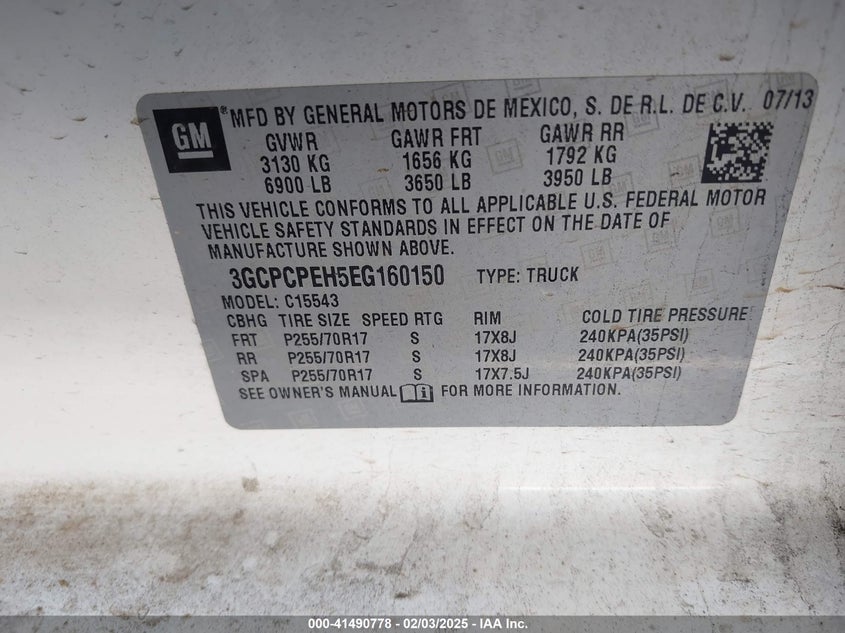 GM ® MFD BY GENERAL MOTORS DE MEXICO, S. DE R.L. DE C.V. 07/13
GVWR GAWR FRT GAWR RR
3130 KG 1656 KG 1792 KG
6900 LB 3650 LB 3950 LB
THIS VEHICLE CONFORMS TO ALL APPLICABLE U.S. FEDERAL MOTOR
VEHICLE SAFETY STANDARDS IN EFFECT ON THE DATE OF
MANUFACTURE SHOWN ABOVE.
3GCPCPEH5EG160150 TYPE: TRUCK
MODEL: C15543
CBHG TIRE SIZE SPEED RTG RIM COLD TIRE PRESSURE
FRT P255/70R17 S 17X8J 240KPA(35PSI)
RR P255/70R17 S 17X8J 240KPA(35PSI)
SPA P255/70R17 S 17X7.5J 240KPA(35PSI)
SEE OWNER'S MANUAL FOR MORE INFORMATION.
000-41490778 - 02/03/2025 - IAA Inc.